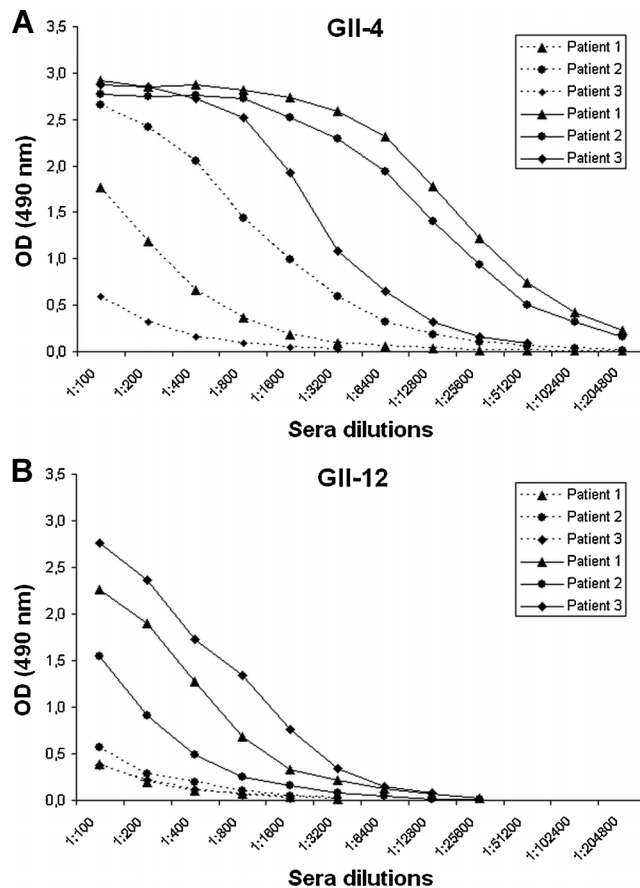 A
GII-4
3,5
3,0
2,5
2,0
1,5
1,0
0,5
0,0
OD (490 nm)
Patient 1
Patient 2
Patient 3
Patient 1
Patient 2
Patient 3
1:100
1:200
1:400
1:800
1:1600
1:3200
1:6400
1:12800
1:25600
1:51200
1:102400
1:204800
Sera dilutions
B
GII-12
3,5
3,0
2,5
2,0
1,5
1,0
0,5
0,0
OD (490 nm)
Patient 1
Patient 2
Patient 3
Patient 1
Patient 2
Patient 3
1:100
1:200
1:400
1:800
1:1600
1:3200
1:6400
1:12800
1:25600
1:51200
1:102400
1:204800
Sera dilutions